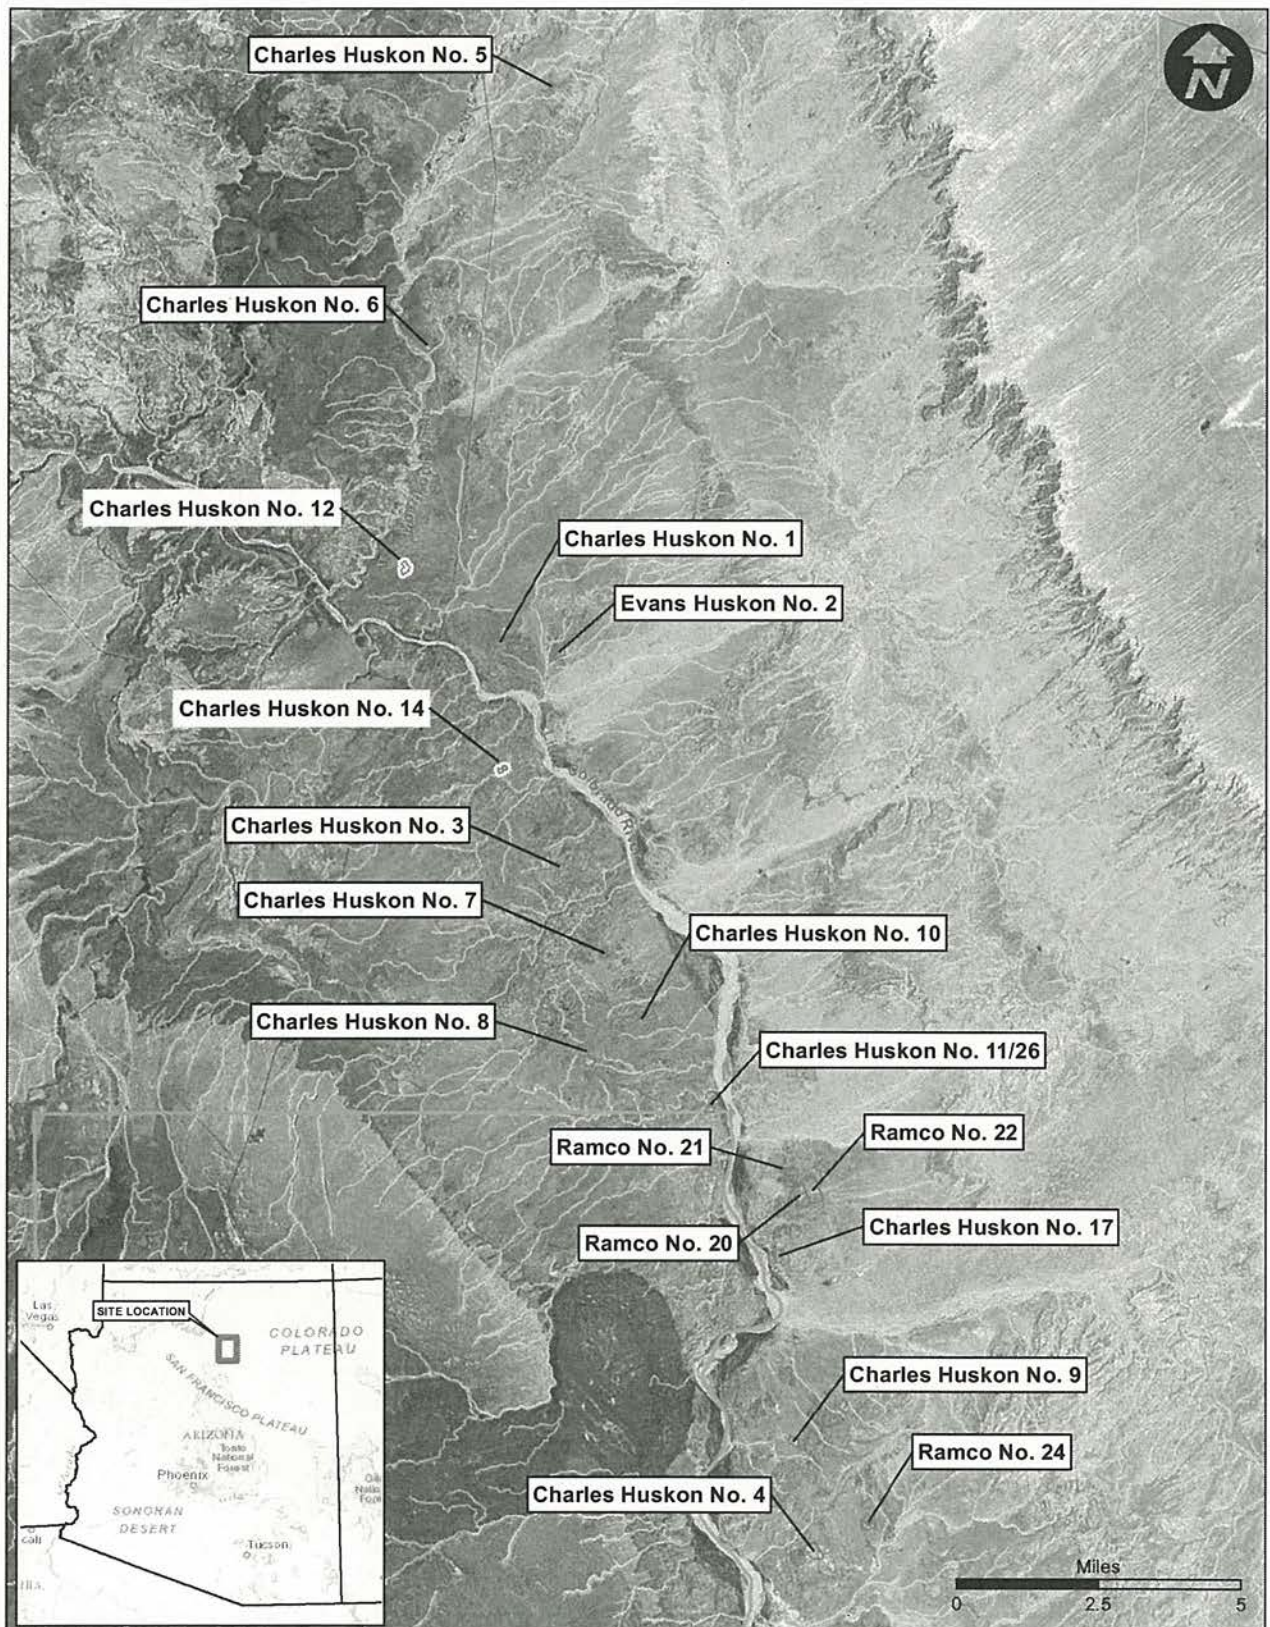 N
Charles Huskon No. 5
Charles Huskon No. 6
Charles Huskon No. 12
Charles Huskon No. 1
Evans Huskon No. 2
Charles Huskon No. 14
Charles Huskon No. 3
Charles Huskon No. 7
Charles Huskon No. 10
Charles Huskon No. 8
Charles Huskon No. 11/26
Ramco No. 21
Ramco No. 22
Ramco No. 20
Charles Huskon No. 17
Charles Huskon No. 9
Ramco No. 24
Charles Huskon No. 4
Miles
0 2.5 5
Las
Vegas
SITE LOCATION
COLORADO
PLATEAU
SAN FRANCISCO PLATEAU
ARIZONA
Tonto
National
Forest
Phoenix
SONORAN
DESERT
Tucson